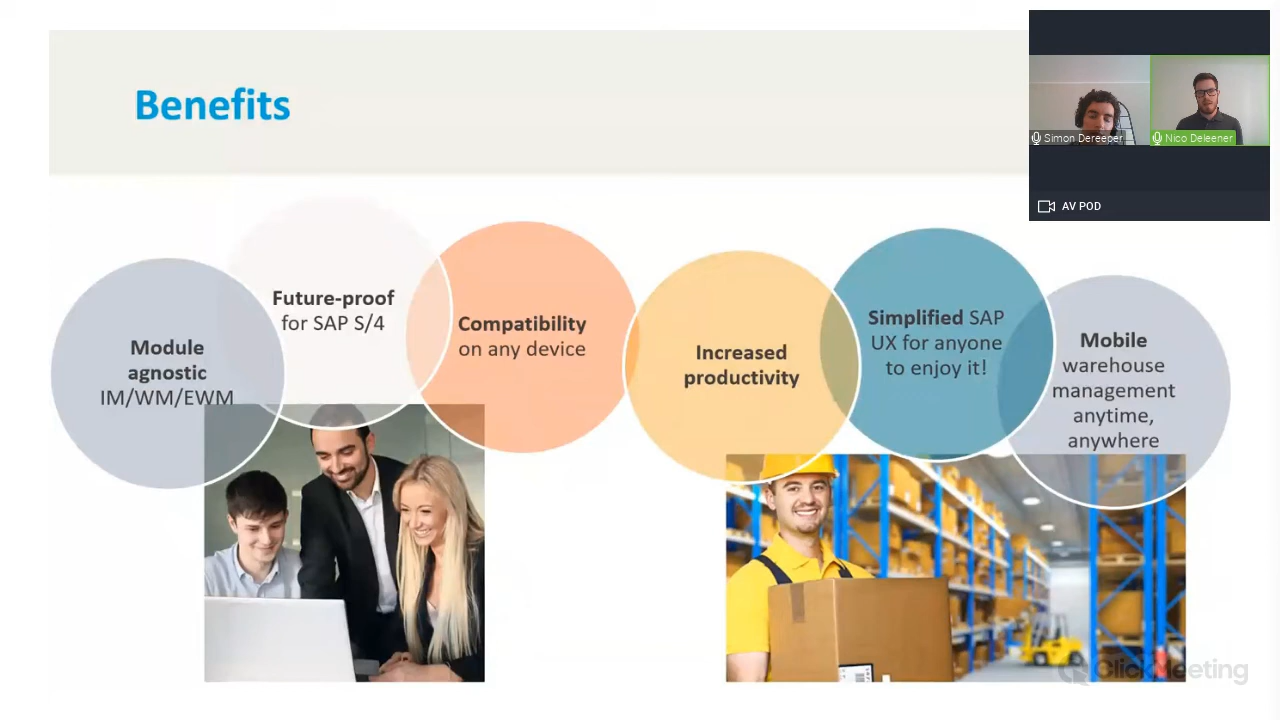 Benefits
Module
agnostic
IM/WM/EWM
Future-proof
for SAP S/4
Compatibility
on any device
Increased
productivity
Simplified SAP
UX for anyone
to enjoy it!
Mobile
warehouse
management
anytime,
anywhere
Simon Dereeper
Nico Deleener
AV POD
ClickMeeting